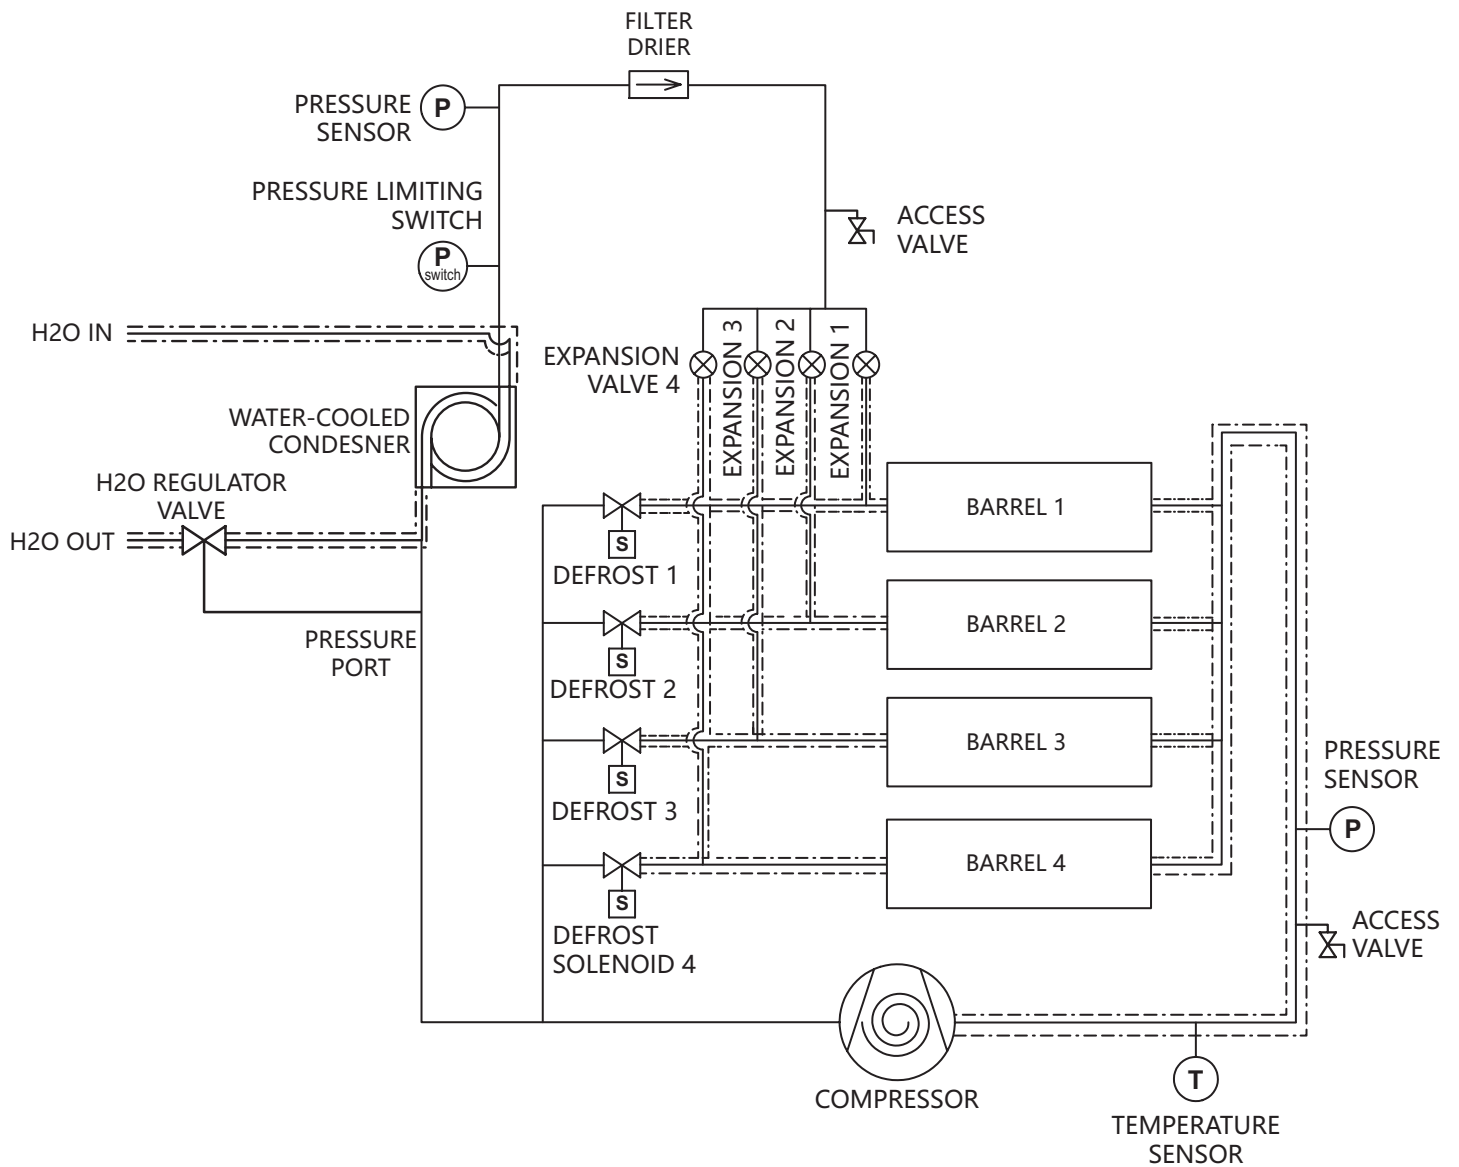 FILTER
DRIER
PRESSURE
SENSOR
P
PRESSURE LIMITING
SWITCH
P
switch
ACCESS
VALVE
H2O IN
EXPANSION
VALVE 4
EXPANSION 3
EXPANSION 2
EXPANSION 1
WATER-COOLED
CONDESNER
H2O REGULATOR
VALVE
H2O OUT
BARREL 1
S
DEFROST 1
PRESSURE
PORT
BARREL 2
S
DEFROST 2
BARREL 3
S
DEFROST 3
PRESSURE
SENSOR
P
BARREL 4
S
DEFROST
SOLENOID 4
ACCESS
VALVE
COMPRESSOR
T
TEMPERATURE
SENSOR